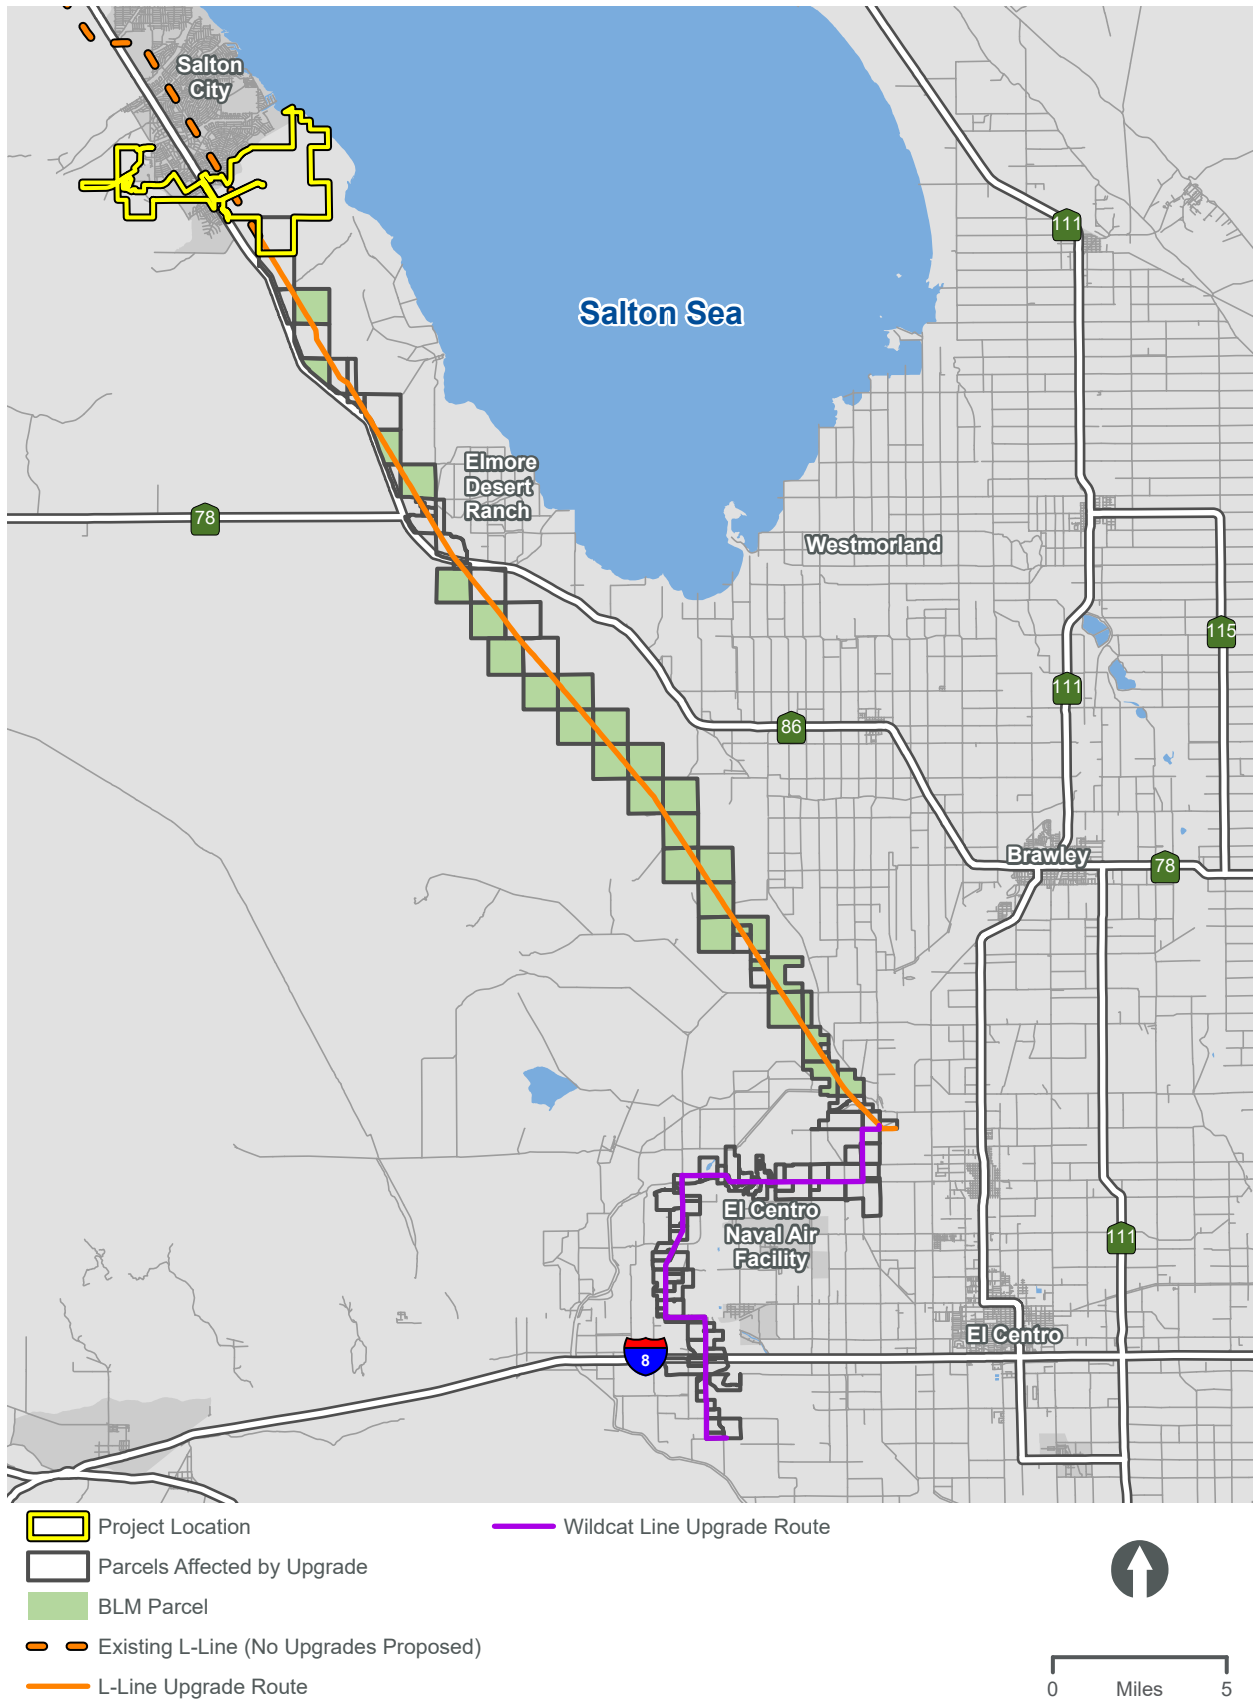 Salton
City
111
Salton Sea
Elmore
Desert
Ranch
78
Westmorland
115
111
86
Brawley
78
El Centro
Naval Air
Facility
111
El Centro
8
Project Location
Wildcat Line Upgrade Route
Parcels Affected by Upgrade
BLM Parcel
Existing L-Line (No Upgrades Proposed)
L-Line Upgrade Route
0 Miles 5